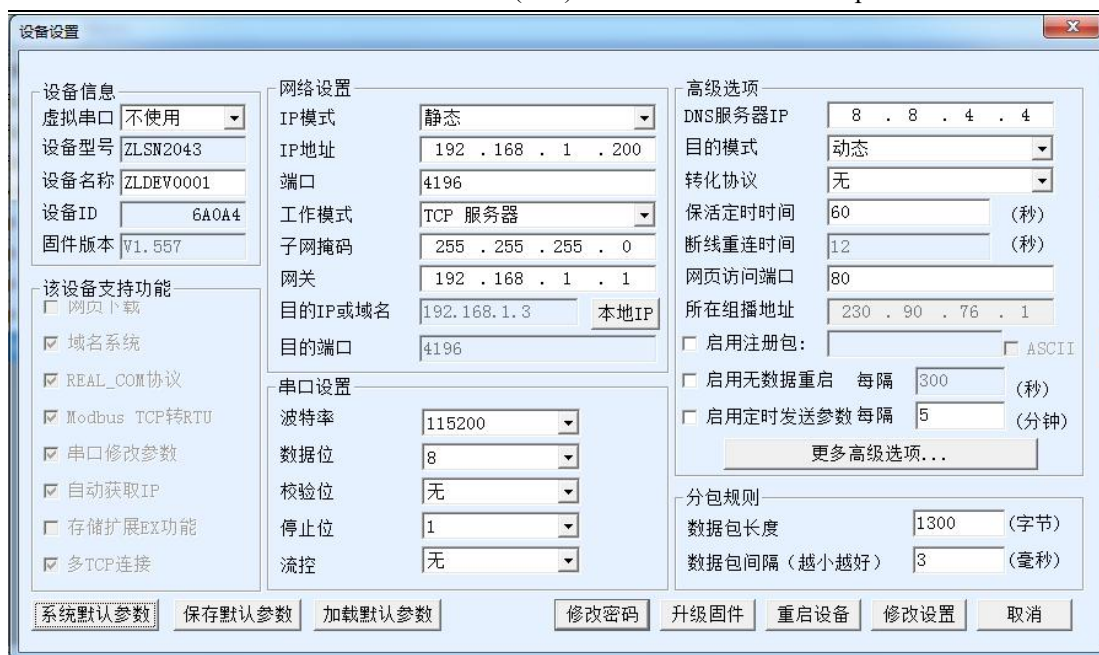 设备设置
设备信息
虚拟串口 不使用
设备型号 ZLSN2043
设备名称 ZLDEV0001
设备ID 6A0A4
固件版本 V1.557
该设备支持功能
网页下载
域名系统
REAL_COM协议
Modbus TCP转RTU
串口修改参数
自动获取IP
存储扩展EX功能
多TCP连接
网络设置
IP模式 静态
IP地址 192 . 168 . 1 . 200
端口 4196
工作模式 TCP 服务器
子网掩码 255 . 255 . 255 . 0
网关 192 . 168 . 1 . 1
目的IP或域名 192.168.1.3 本地IP
目的端口 4196
串口设置
波特率 115200
数据位 8
校验位 无
停止位 1
流控 无
高级选项
DNS服务器IP 8 . 8 . 4 . 4
目的模式 动态
转化协议 无
保活定时时间 60 (秒)
断线重连时间 12 (秒)
网页访问端口 80
所在组播地址 230 . 90 . 76 . 1
启用注册包: ASCII
启用无数据重启 每隔 300 (秒)
启用定时发送参数 每隔 5 (分钟)
更多高级选项...
分包规则
数据包长度 1300 (字节)
数据包间隔（越小越好） 3 (毫秒)
系统默认参数 保存默认参数 加载默认参数 修改密码 升级固件 重启设备 修改设置 取消